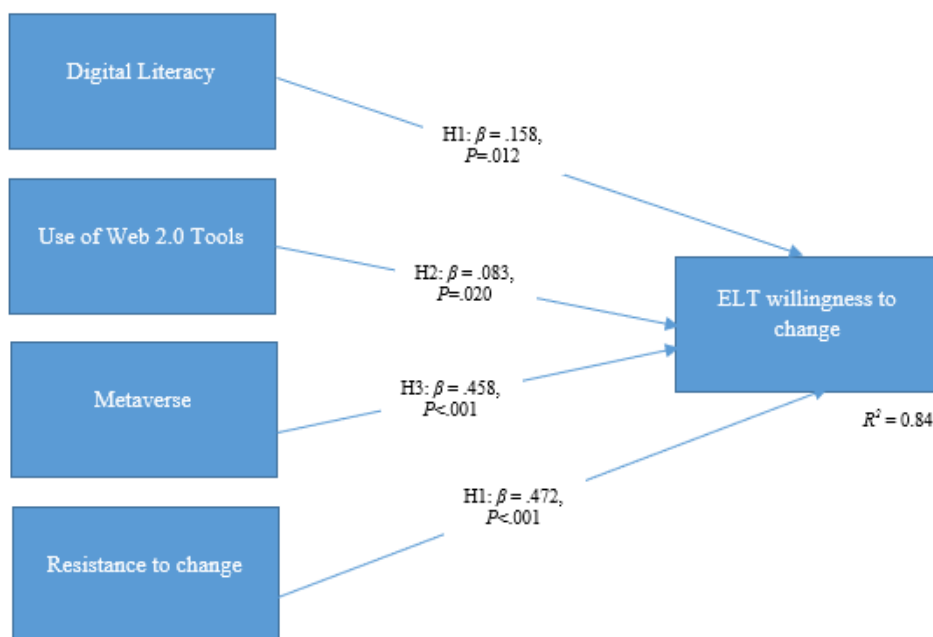 Digital Literacy
H1: β = .158,
P=.012
Use of Web 2.0 Tools
H2: β = .083,
P=.020
ELT willingness to
change
Metaverse
H3: β = .458,
P<.001
R² = 0.84
H1: β = .472,
P<.001
Resistance to change